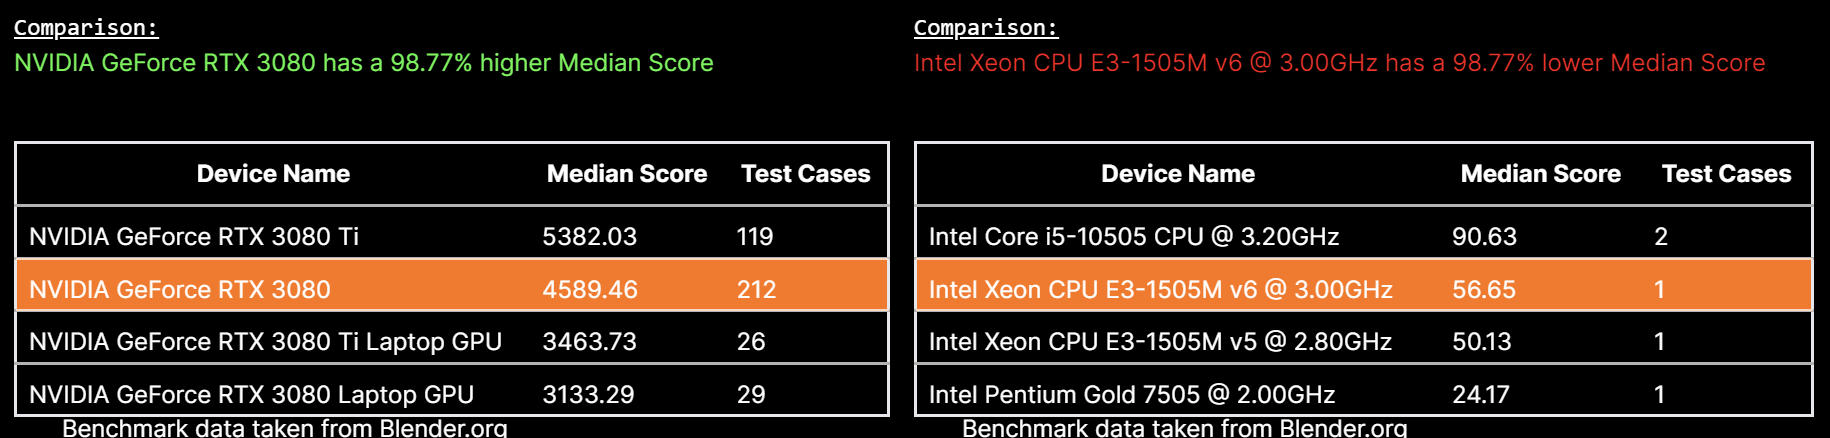 Comparison:
NVIDIA GeForce RTX 3080 has a 98.77% higher Median Score
Device Name Median Score Test Cases
NVIDIA GeForce RTX 3080 Ti 5382.03 119
NVIDIA GeForce RTX 3080 4589.46 212
NVIDIA GeForce RTX 3080 Ti Laptop GPU 3463.73 26
NVIDIA GeForce RTX 3080 Laptop GPU 3133.29 29
Benchmark data taken from Blender.org
Comparison:
Intel Xeon CPU E3-1505M v6 @ 3.00GHz has a 98.77% lower Median Score
Device Name Median Score Test Cases
Intel Core i5-10505 CPU @ 3.20GHz 90.63 2
Intel Xeon CPU E3-1505M v6 @ 3.00GHz 56.65 1
Intel Xeon CPU E3-1505M v5 @ 2.80GHz 50.13 1
Intel Pentium Gold 7505 @ 2.00GHz 24.17 1
Benchmark data taken from Blender.org